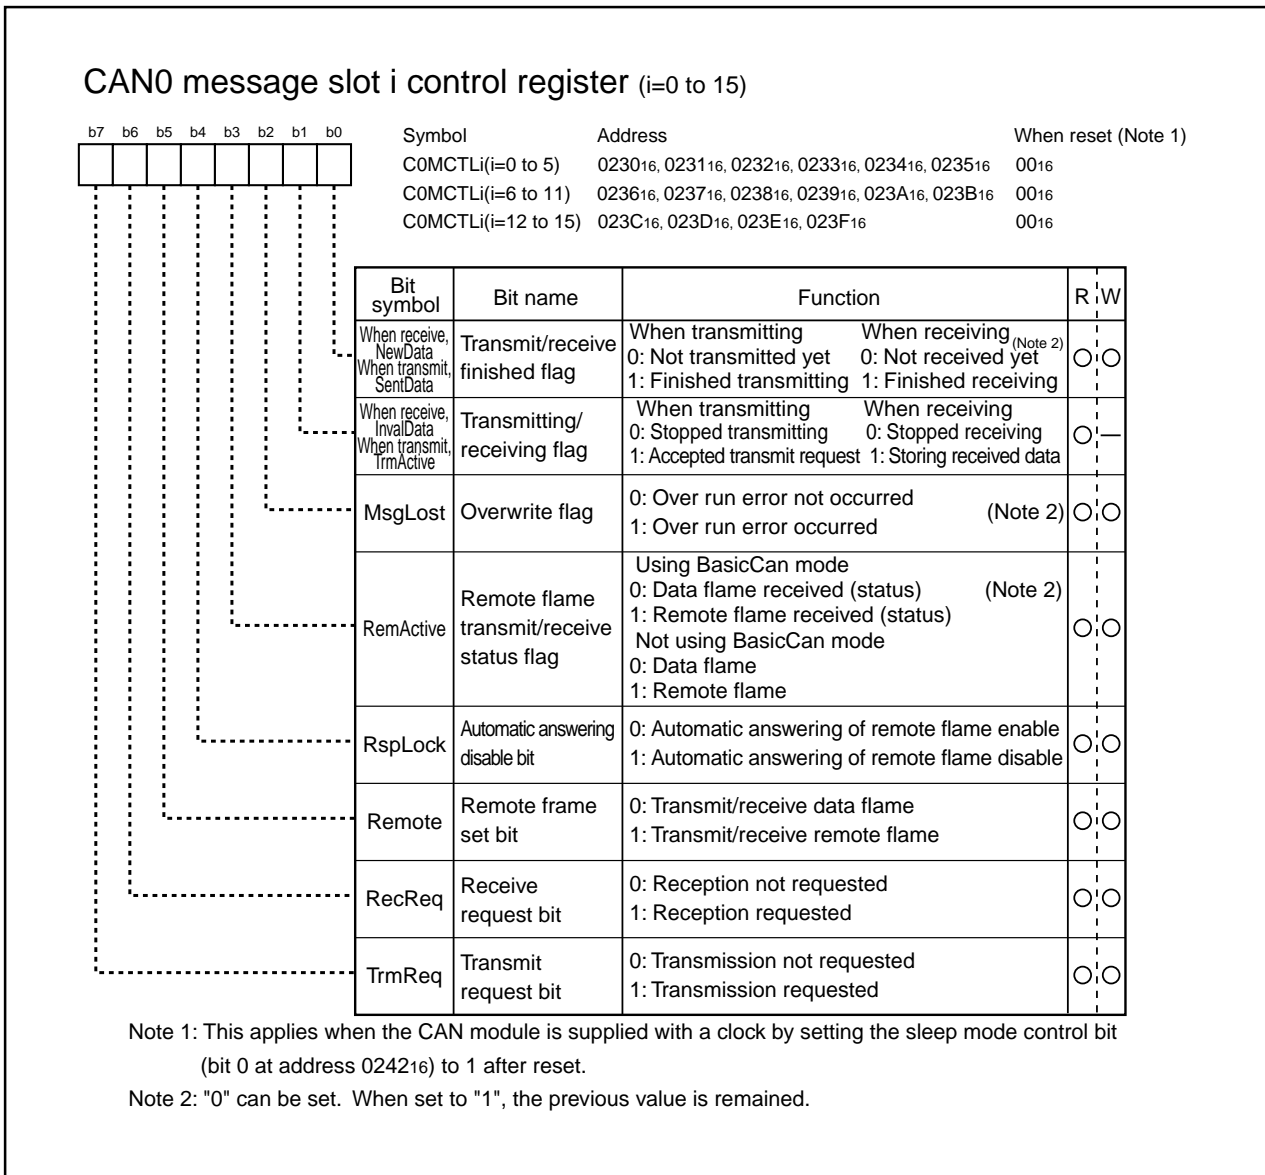 CAN0 message slot i control register (i=0 to 15)
b7 b6 b5 b4 b3 b2 b1 b0
Symbol Address When reset (Note 1)
C0MCTLi(i=0 to 5) 023016, 023116, 023216, 023316, 023416, 023516 0016
C0MCTLi(i=6 to 11) 023616, 023716, 023816, 023916, 023A16, 023B16 0016
C0MCTLi(i=12 to 15) 023C16, 023D16, 023E16, 023F16 0016
Bit
symbol
Bit name
Function
R W
When receive,
NewData
When transmit,
SentData
Transmit/receive
finished flag
When transmitting When receiving (Note 2)
0: Not transmitted yet 0: Not received yet
1: Finished transmitting 1: Finished receiving
When receive,
InvalData
When transmit,
TrmActive
Transmitting/
receiving flag
When transmitting When receiving
0: Stopped transmitting 0: Stopped receiving
1: Accepted transmit request 1: Storing received data
MsgLost
Overwrite flag
0: Over run error not occurred
1: Over run error occurred (Note 2)
RemActive
Remote flame
transmit/receive
status flag
Using BasicCan mode
0: Data flame received (status) (Note 2)
1: Remote flame received (status)
Not using BasicCan mode
0: Data flame
1: Remote flame
RspLock
Automatic answering
disable bit
0: Automatic answering of remote flame enable
1: Automatic answering of remote flame disable
Remote
Remote frame
set bit
0: Transmit/receive data flame
1: Transmit/receive remote flame
RecReq
Receive
request bit
0: Reception not requested
1: Reception requested
TrmReq
Transmit
request bit
0: Transmission not requested
1: Transmission requested
Note 1: This applies when the CAN module is supplied with a clock by setting the sleep mode control bit
(bit 0 at address 024216) to 1 after reset.
Note 2: "0" can be set. When set to "1", the previous value is remained.